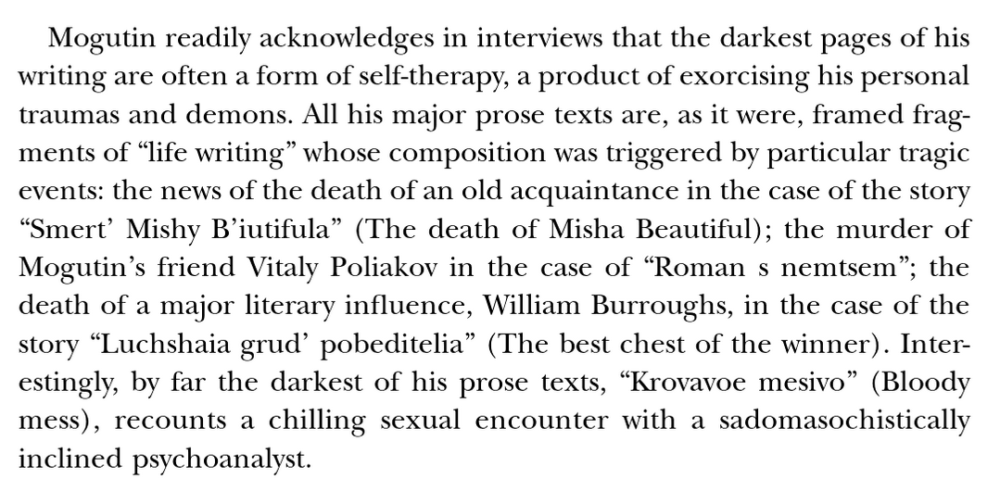 Mogutin readily acknowledges in interviews that the darkest pages of his
writing are often a form of self-therapy, a product of exorcising his personal
traumas and demons. All his major prose texts are, as it were, framed frag-
ments of “life writing” whose composition was triggered by particular tragic
events: the news of the death of an old acquaintance in the case of the story
“Smert’ Mishy B’iutifula” (The death of Misha Beautiful); the murder of
Mogutin’s friend Vitaly Poliakov in the case of “Roman s nemtsem”; the
death of a major literary influence, William Burroughs, in the case of the
story “Luchshaia grud’ pobeditelia” (The best chest of the winner). Inter-
estingly, by far the darkest of his prose texts, “Krovavoe mesivo” (Bloody
mess), recounts a chilling sexual encounter with a sadomasochistically
inclined psychoanalyst.